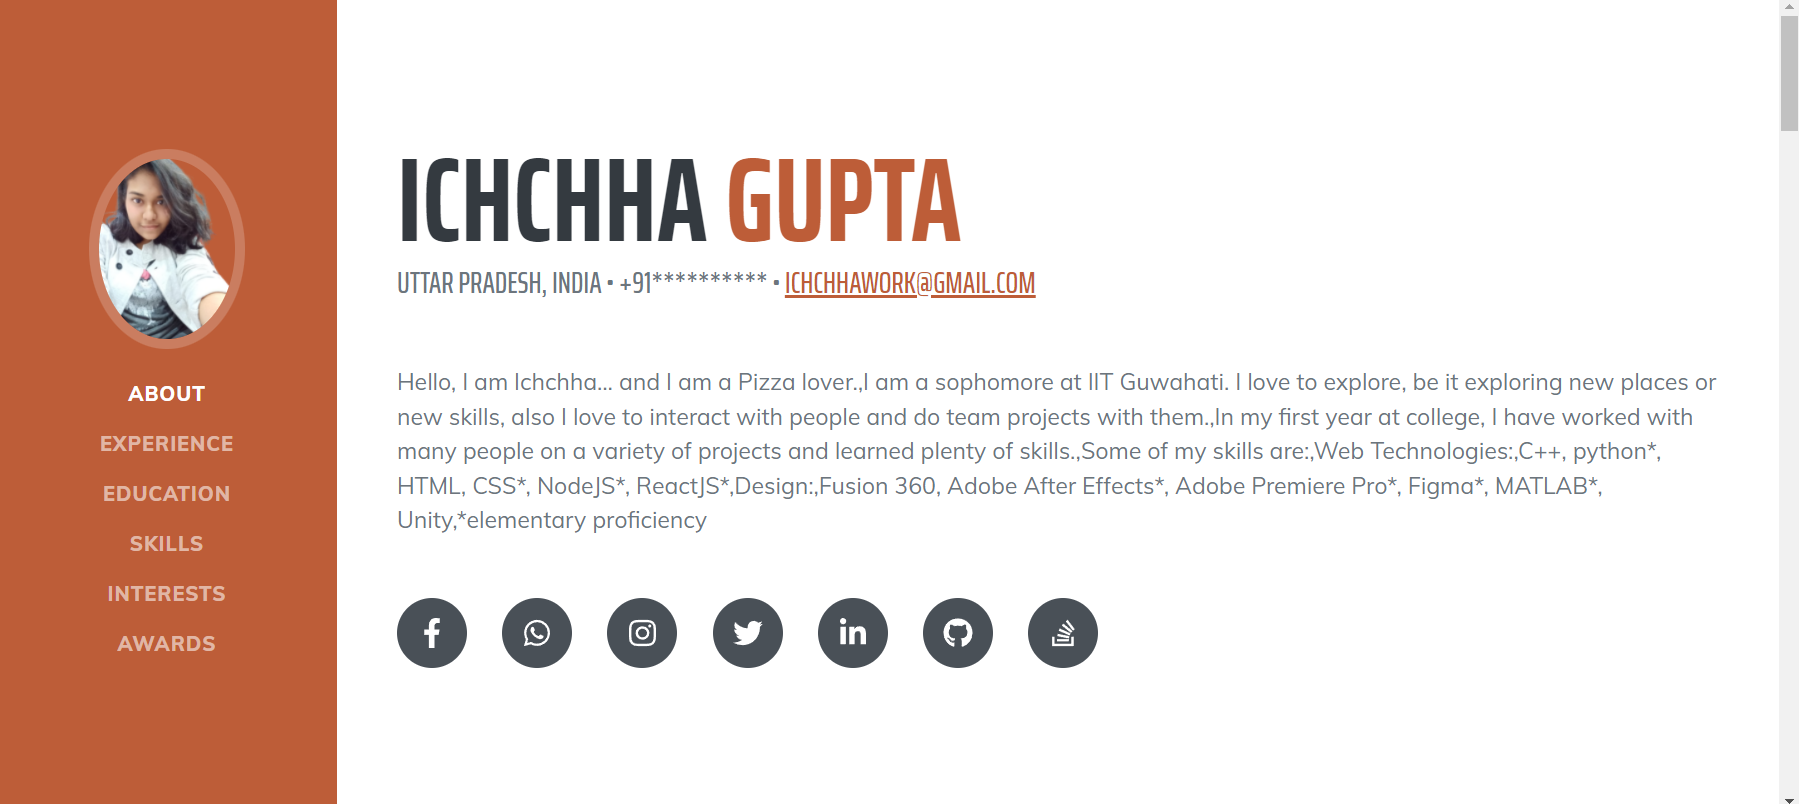 ABOUT
EXPERIENCE
EDUCATION
SKILLS
INTERESTS
AWARDS
ICHCHHA GUPTA
UTTAR PRADESH, INDIA · +91********** · ICHCHHAWORK@GMAIL.COM
Hello, I am Ichchha... and I am a Pizza lover.,I am a sophomore at IIT Guwahati. I love to explore, be it exploring new places or
new skills, also I love to interact with people and do team projects with them.,In my first year at college, I have worked with
many people on a variety of projects and learned plenty of skills.,Some of my skills are:,Web Technologies:,C++, python*,
HTML, CSS*, NodeJS*, ReactJS*,Design:,Fusion 360, Adobe After Effects*, Adobe Premiere Pro*, Figma*, MATLAB*,
Unity,*elementary proficiency